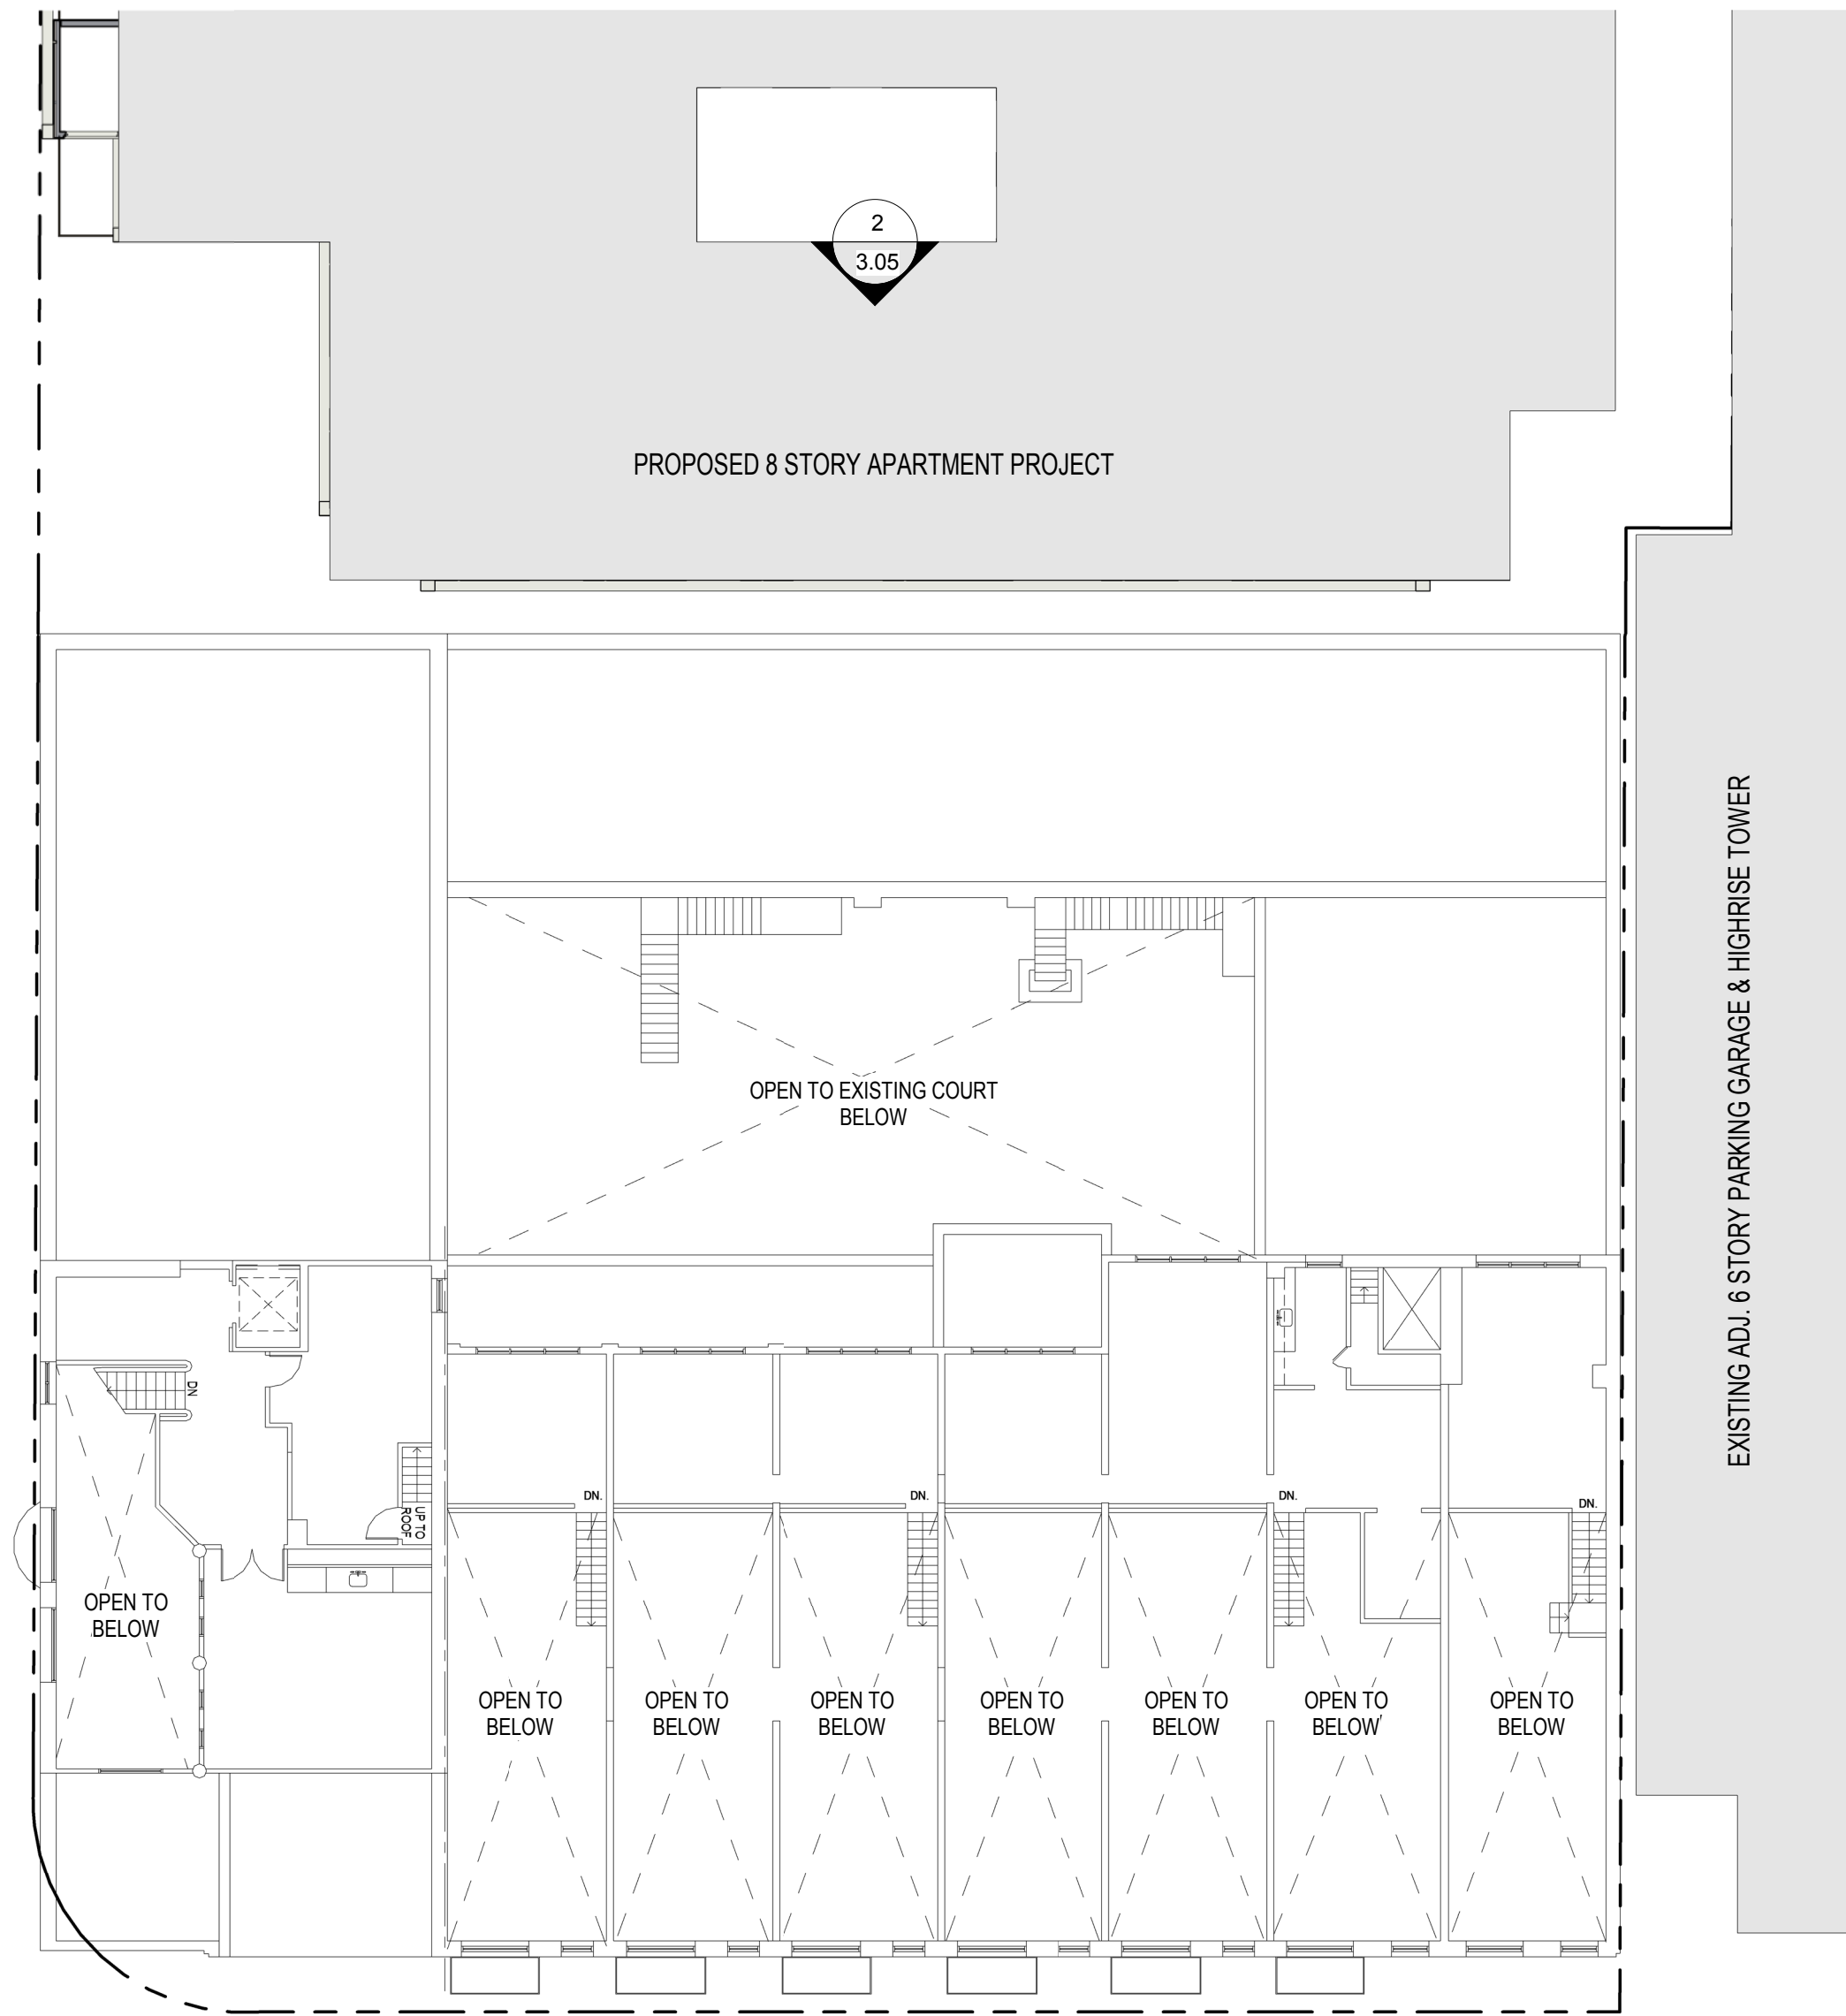 2
3.05
PROPOSED 8 STORY APARTMENT PROJECT
EXISTING ADJ. 6 STORY PARKING GARAGE & HIGHRISE TOWER
OPEN TO EXISTING COURT
BELOW
DN
UP TO
ROOF
DN.
DN.
DN.
DN.
OPEN TO
BELOW
OPEN TO
BELOW
OPEN TO
BELOW
OPEN TO
BELOW
OPEN TO
BELOW
OPEN TO
BELOW
OPEN TO
BELOW
OPEN TO
BELOW